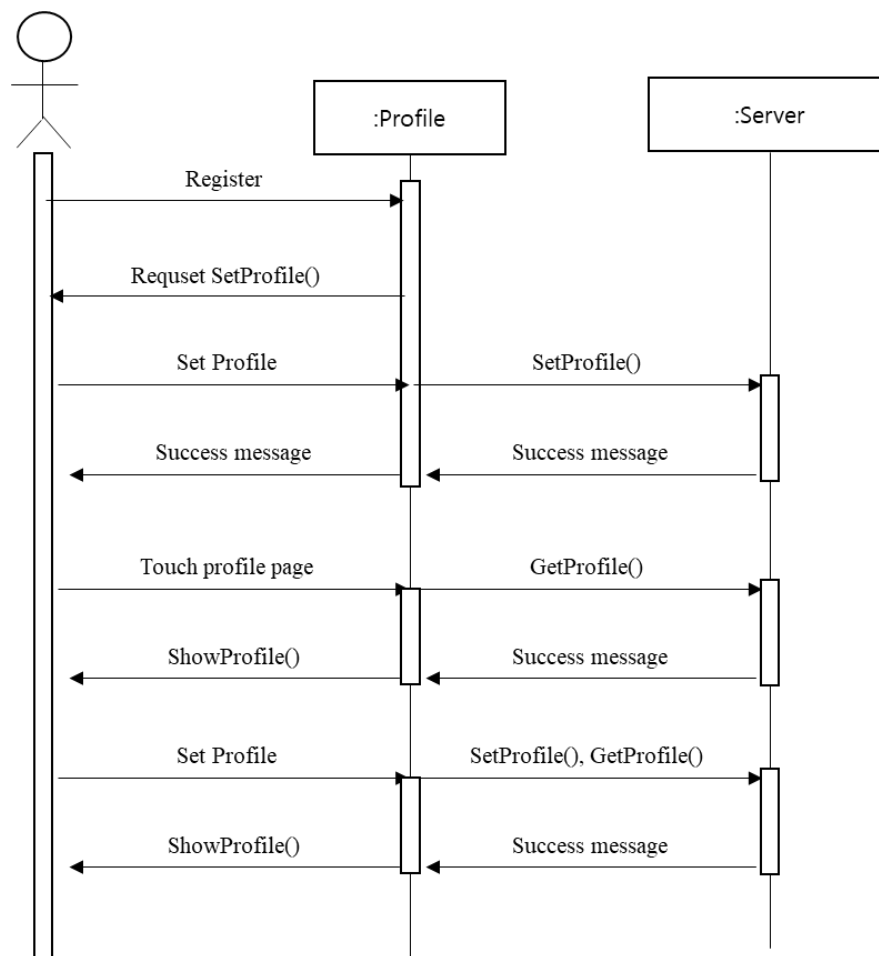 :Profile
:Server
Register
Requset SetProfile()
Set Profile
SetProfile()
Success message
Success message
Touch profile page
GetProfile()
ShowProfile()
Success message
Set Profile
SetProfile(), GetProfile()
ShowProfile()
Success message